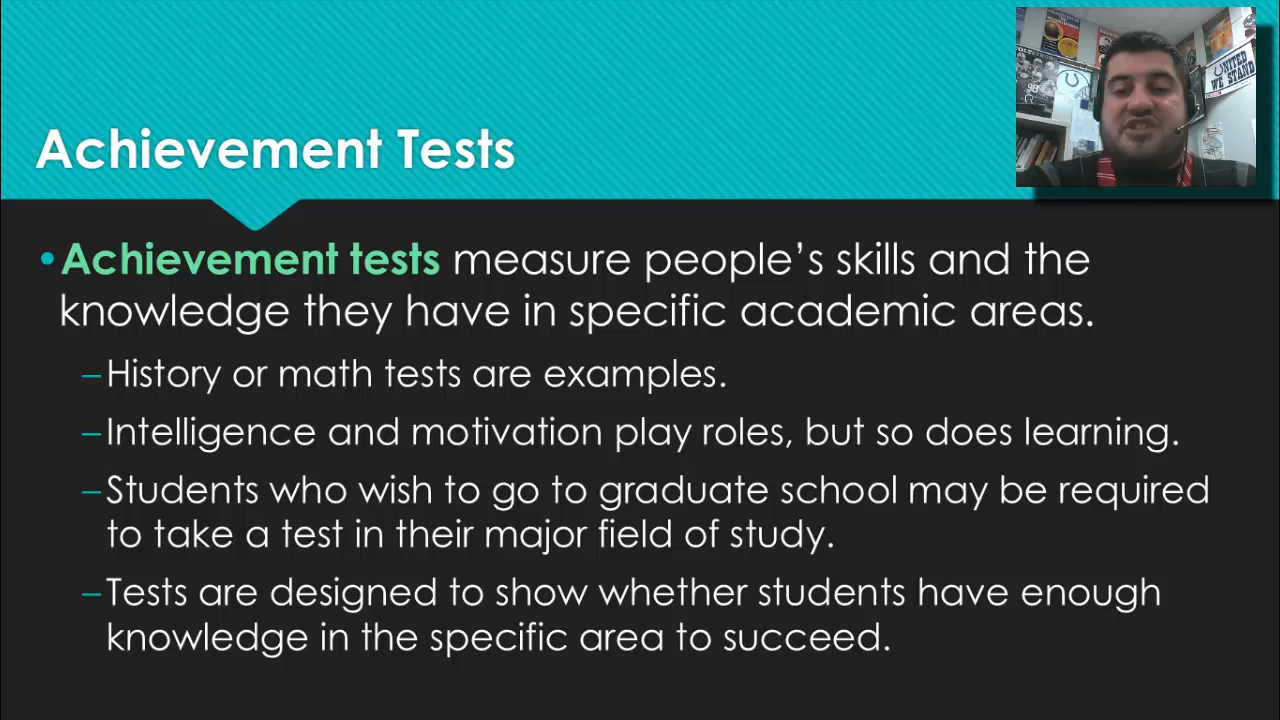 Achievement Tests
UNITED
WE STAND
•Achievement tests measure people's skills and the
knowledge they have in specific academic areas.
–History or math tests are examples.
–Intelligence and motivation play roles, but so does learning.
–Students who wish to go to graduate school may be required
to take a test in their major field of study.
–Tests are designed to show whether students have enough
knowledge in the specific area to succeed.